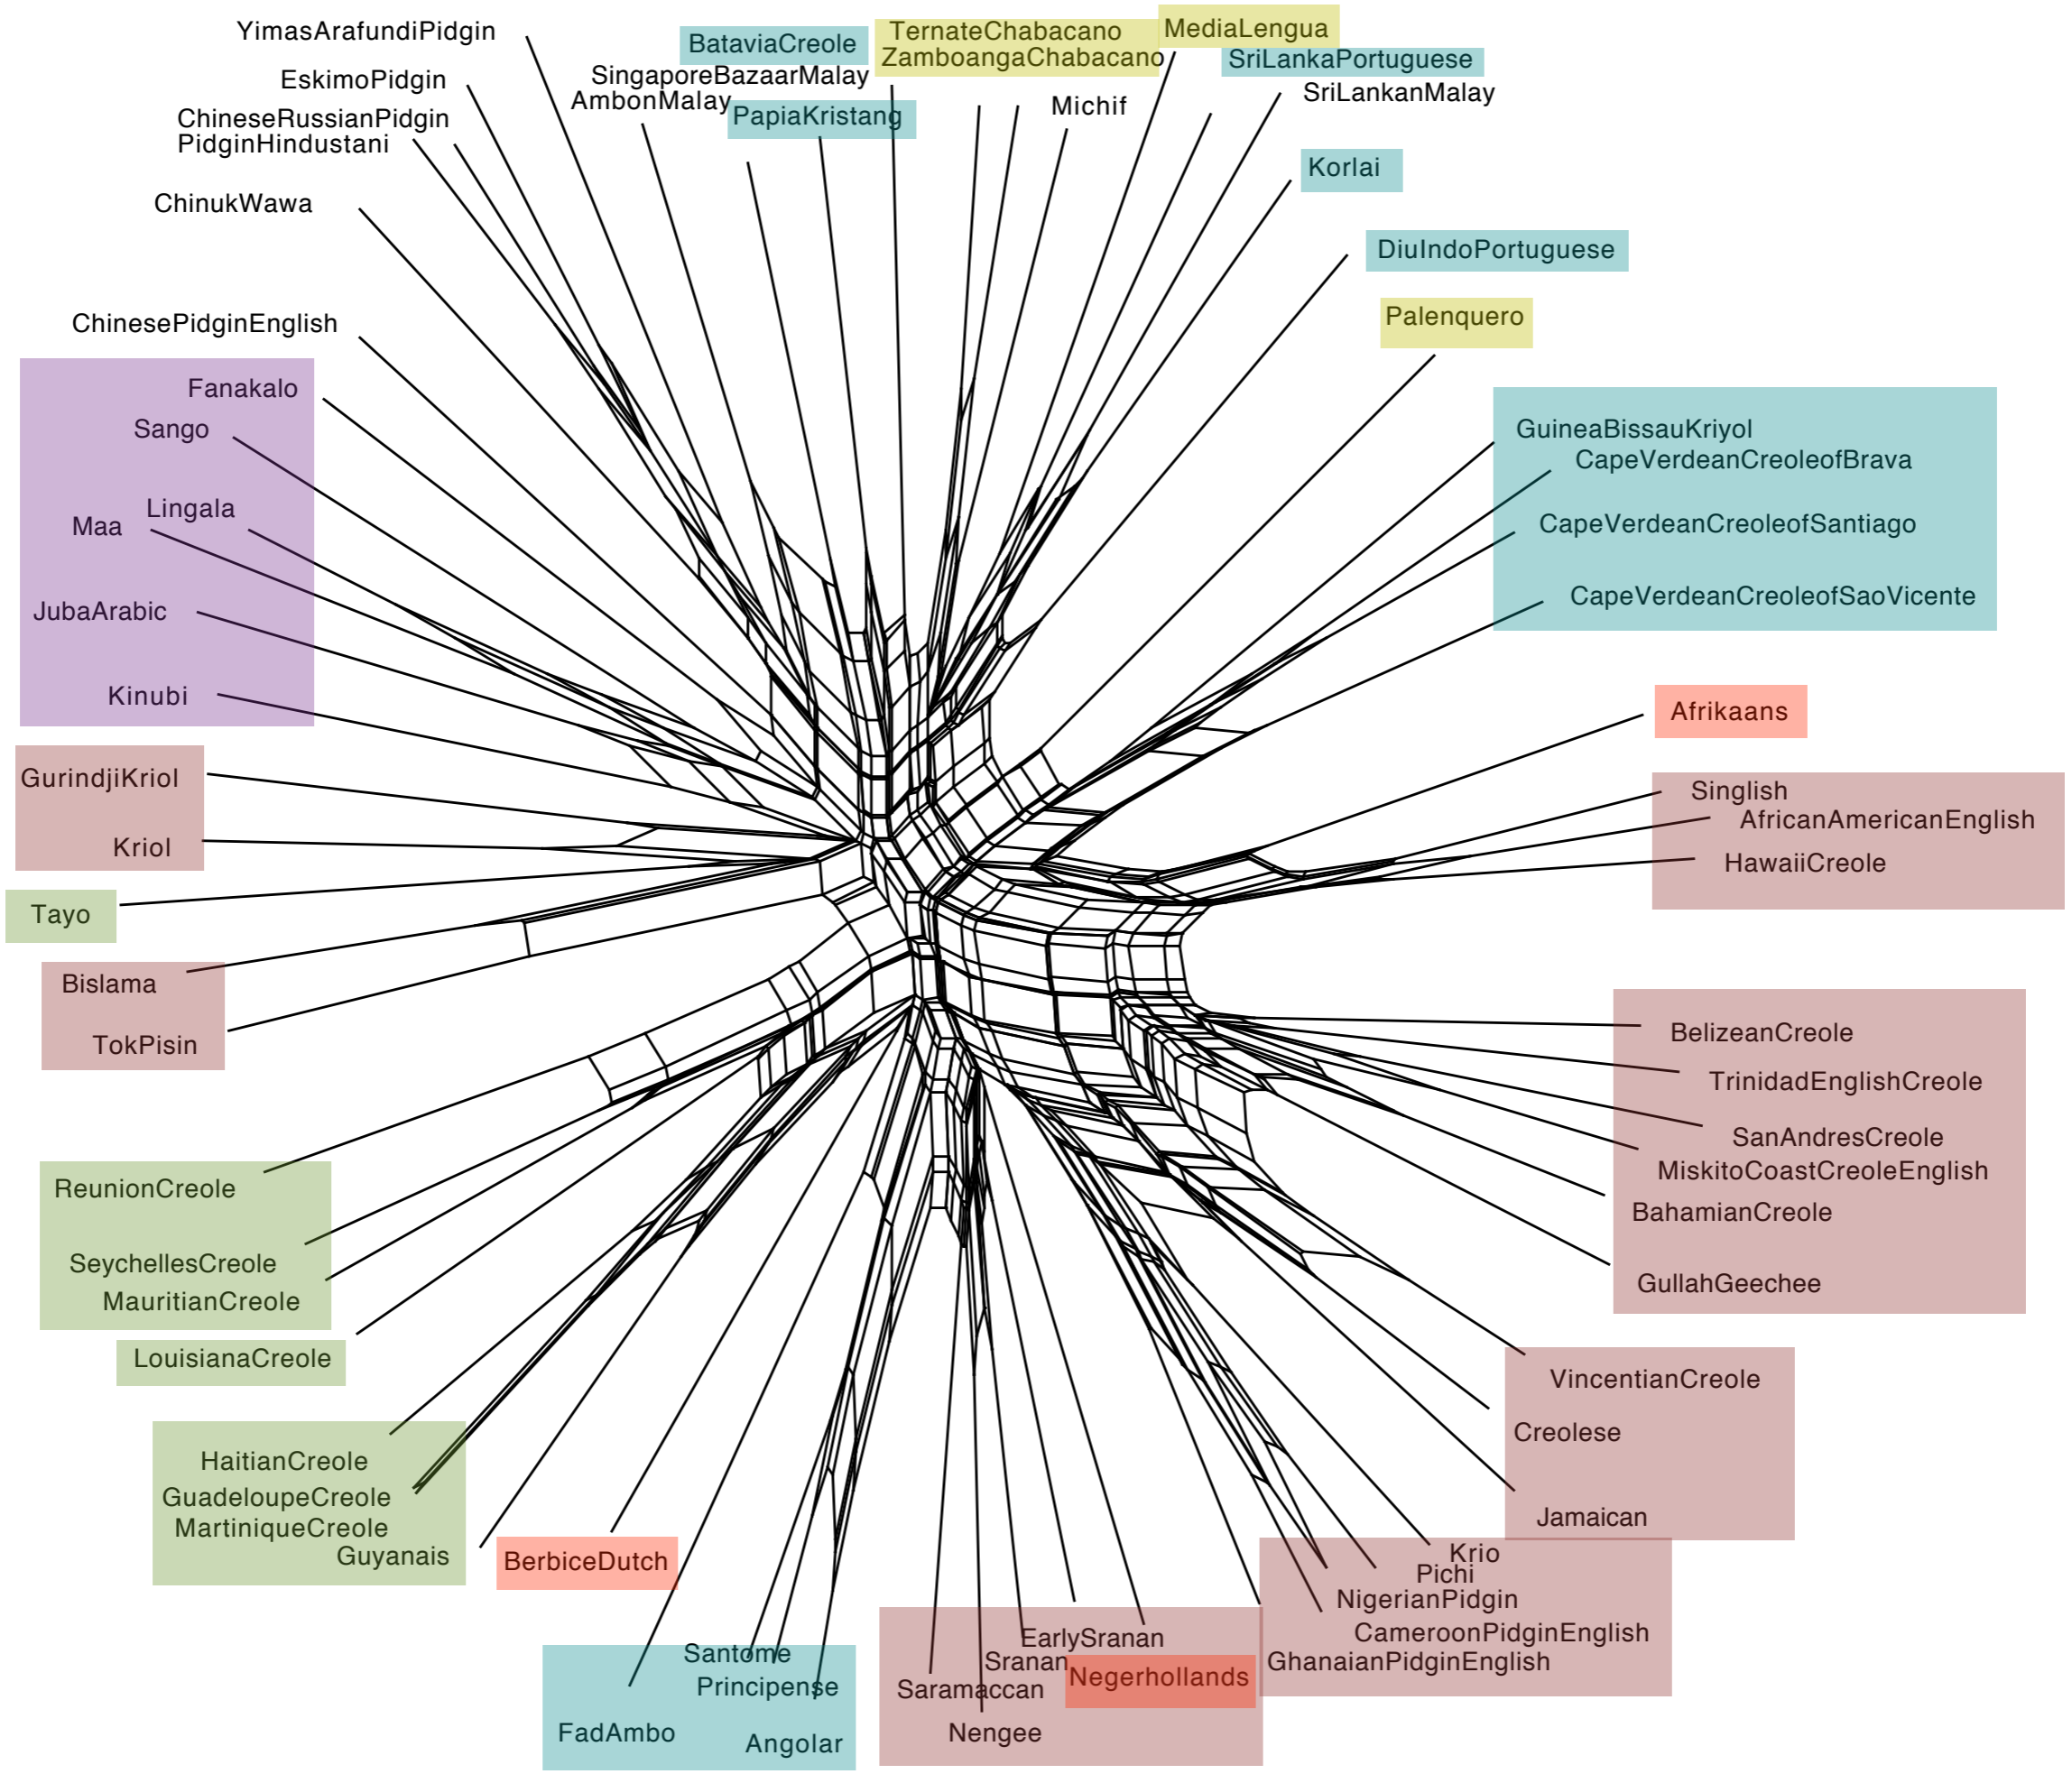 YimasArafundiPidgin
EskimoPidgin
ChineseRussianPidgin
PidginHindustani
ChinukWawa
ChinesePidginEnglish
BataviaCreole
SingaporeBazaarMalay
AmbonMalay
PapiaKristang
TernateChabacano
ZamboangaChabacano
MediaLengua
Michif
SriLankaPortuguese
SriLankanMalay
Korlai
DiuIndoPortuguese
Palenquero
GuineaBissauKriyol
CapeVerdeanCreoleofBrava
CapeVerdeanCreoleofSantiago
CapeVerdeanCreoleofSaoVicente
Afrikaans
Singlish
AfricanAmericanEnglish
HawaiiCreole
BelizeanCreole
TrinidadEnglishCreole
SanAndresCreole
MiskitoCoastCreoleEnglish
BahamianCreole
GullahGeechee
VincentianCreole
Creolese
Jamaican
Krio
Pichi
NigerianPidgin
CameroonPidginEnglish
GhanaianPidginEnglish
EarlySranan
Sranan
Negerhollands
Saramaccan
Nengee
Santome
Principense
FadAmbo
Angolar
BerbiceDutch
HaitianCreole
GuadeloupeCreole
MartiniqueCreole
Guyanais
LouisianaCreole
ReunionCreole
SeychellesCreole
MauritianCreole
Bislama
TokPisin
Tayo
GurindjiKriol
Kriol
Fanakalo
Sango
Lingala
Maa
JubaArabic
Kinubi